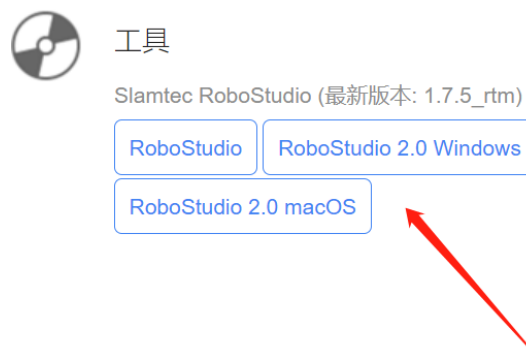 工具
Slamtec RoboStudio (最新版本: 1.7.5_rtm)
RoboStudio RoboStudio 2.0 Windows
RoboStudio 2.0 macOS